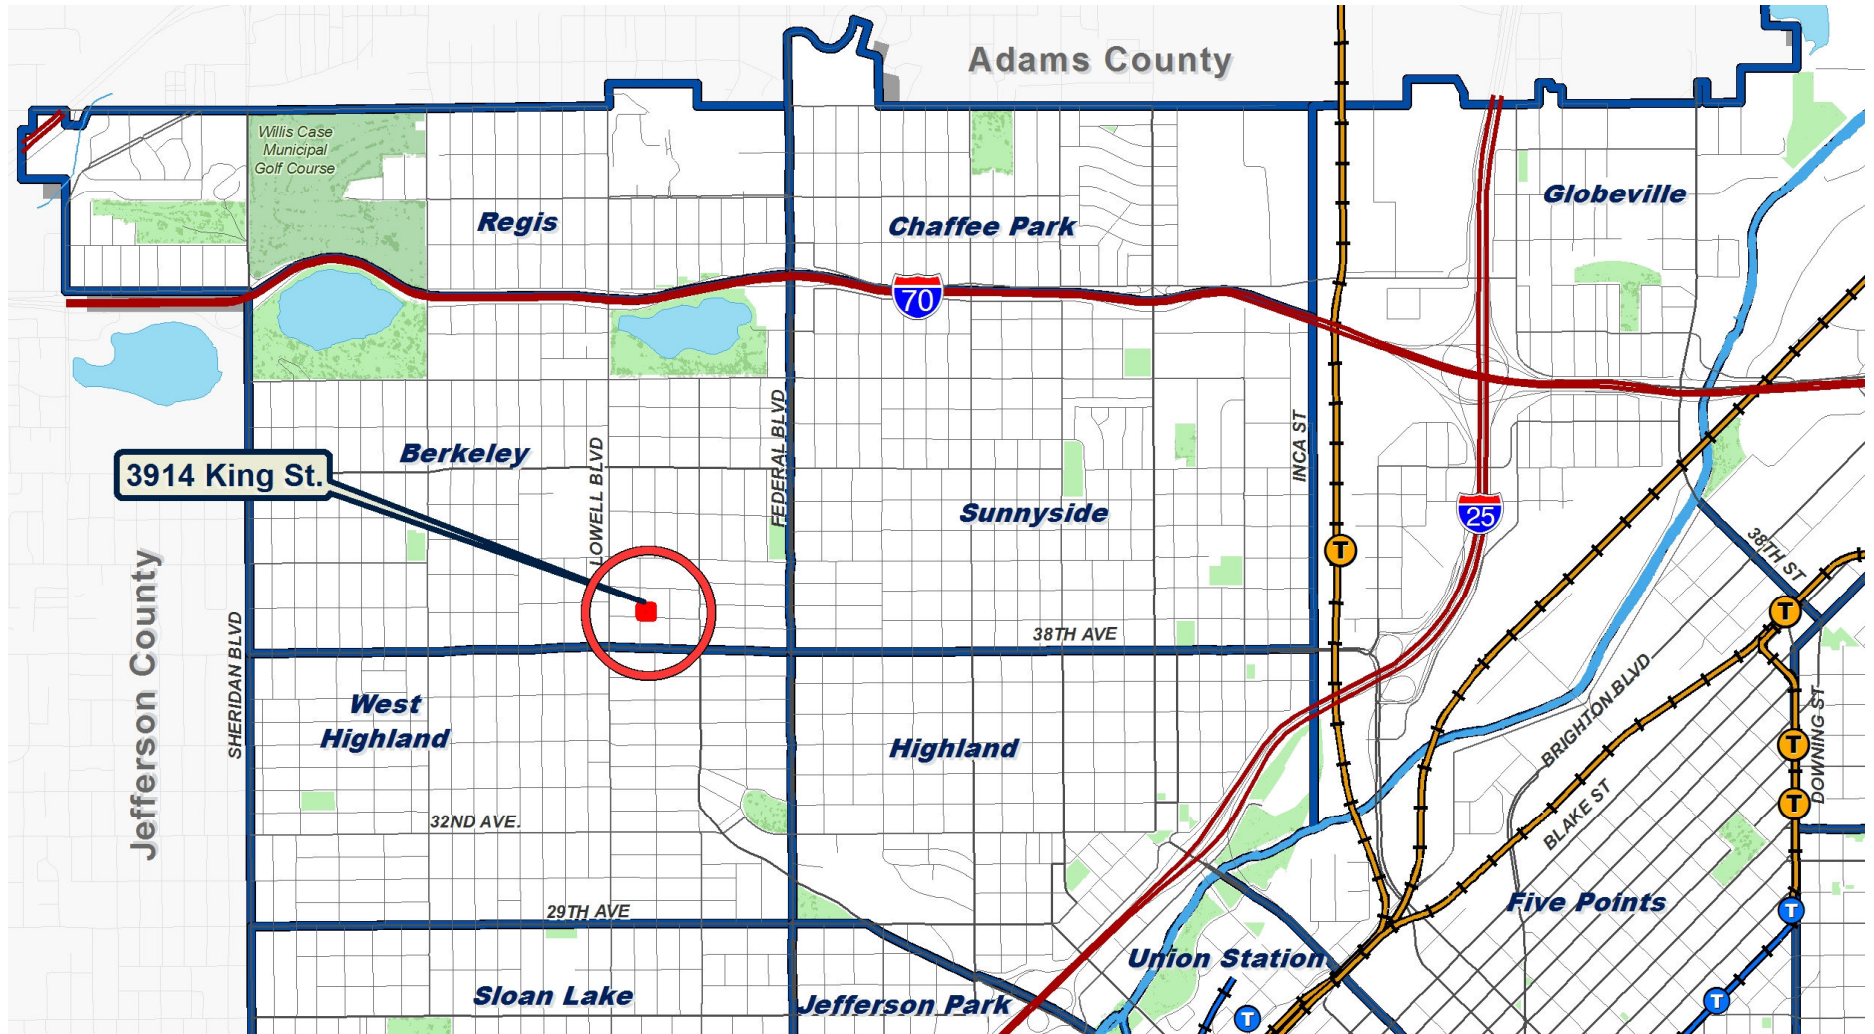 Adams County
Willis Case
Municipal
Golf Course
Regis
Chaffee Park
Globeville
70
Berkeley
3914 King St.
LOWELL BLVD
FEDERAL BLVD
INCA ST
Sunnyside
25
T
38TH ST
T
Jefferson County
SHERIDAN BLVD
38TH AVE
West
Highland
Highland
BRIGHTON BLVD
DOWNING ST
T
T
BLAKE ST
32ND AVE.
29TH AVE
Five Points
T
Union Station
Sloan Lake
Jefferson Park
T
T